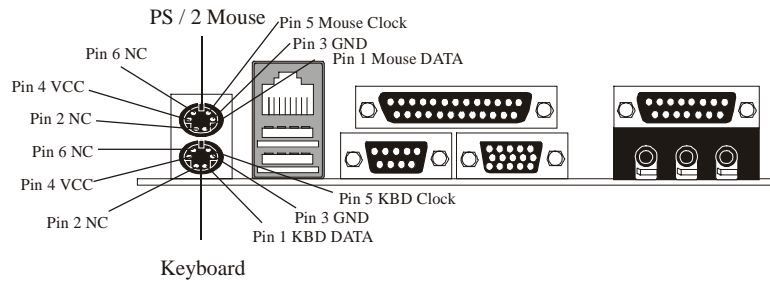 PS / 2 Mouse
Pin 5 Mouse Clock
Pin 3 GND
Pin 1 Mouse DATA
Pin 6 NC
Pin 4 VCC
Pin 2 NC
Pin 6 NC
Pin 4 VCC
Pin 2 NC
Pin 5 KBD Clock
Pin 3 GND
Pin 1 KBD DATA
Keyboard